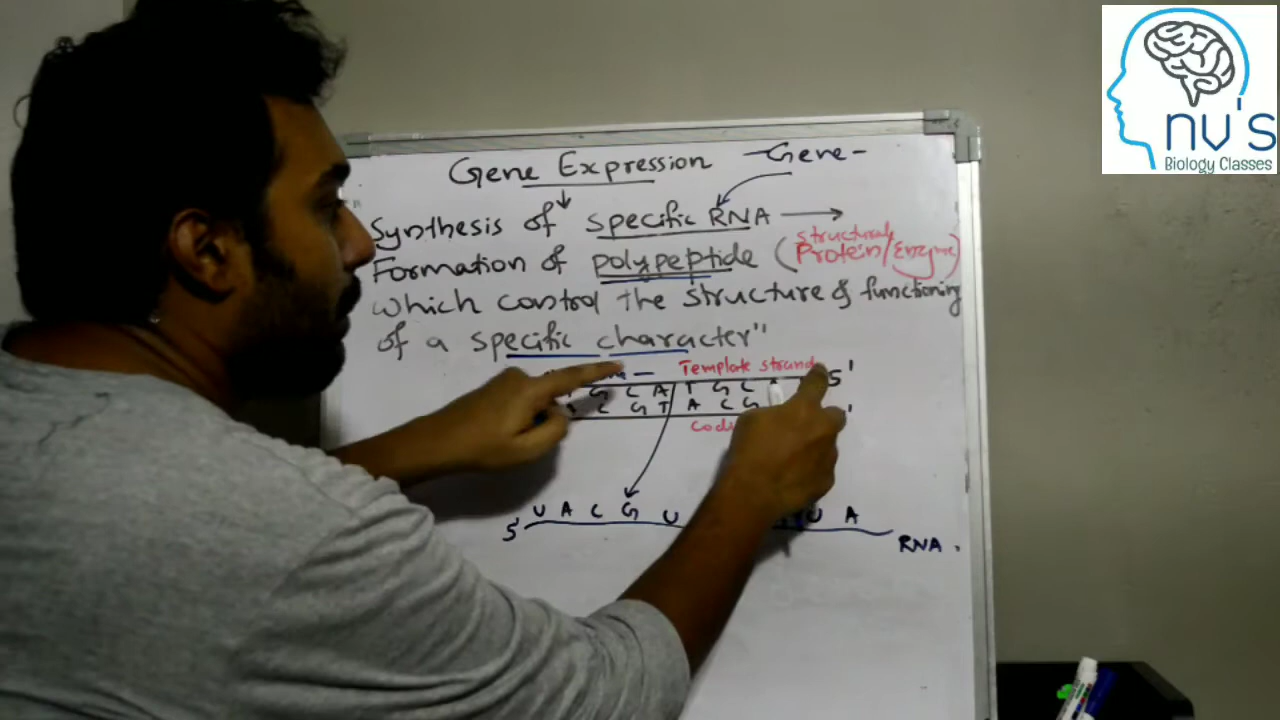 nv's
Biology Classes
Gene Expression -Gene-
Synthesis of specific RNA
Formation of polypeptide (structural Protein/Enzyme)
which control the structure & functioning
of a specific character"
Template strand 5'
G C A T G C
C G T A C G
5' U A C G U U A
RNA.